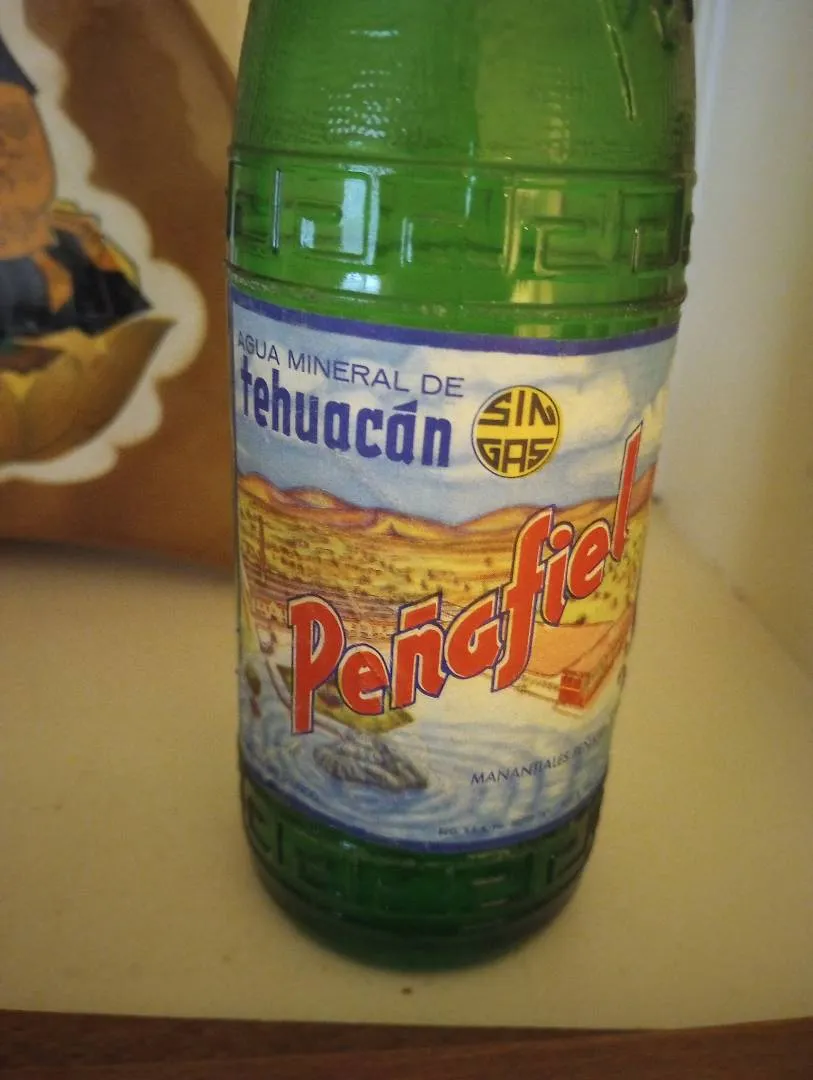 AGUA MINERAL DE
tehuacán
SIN
GAS
Peñafiel
MANANTIALES